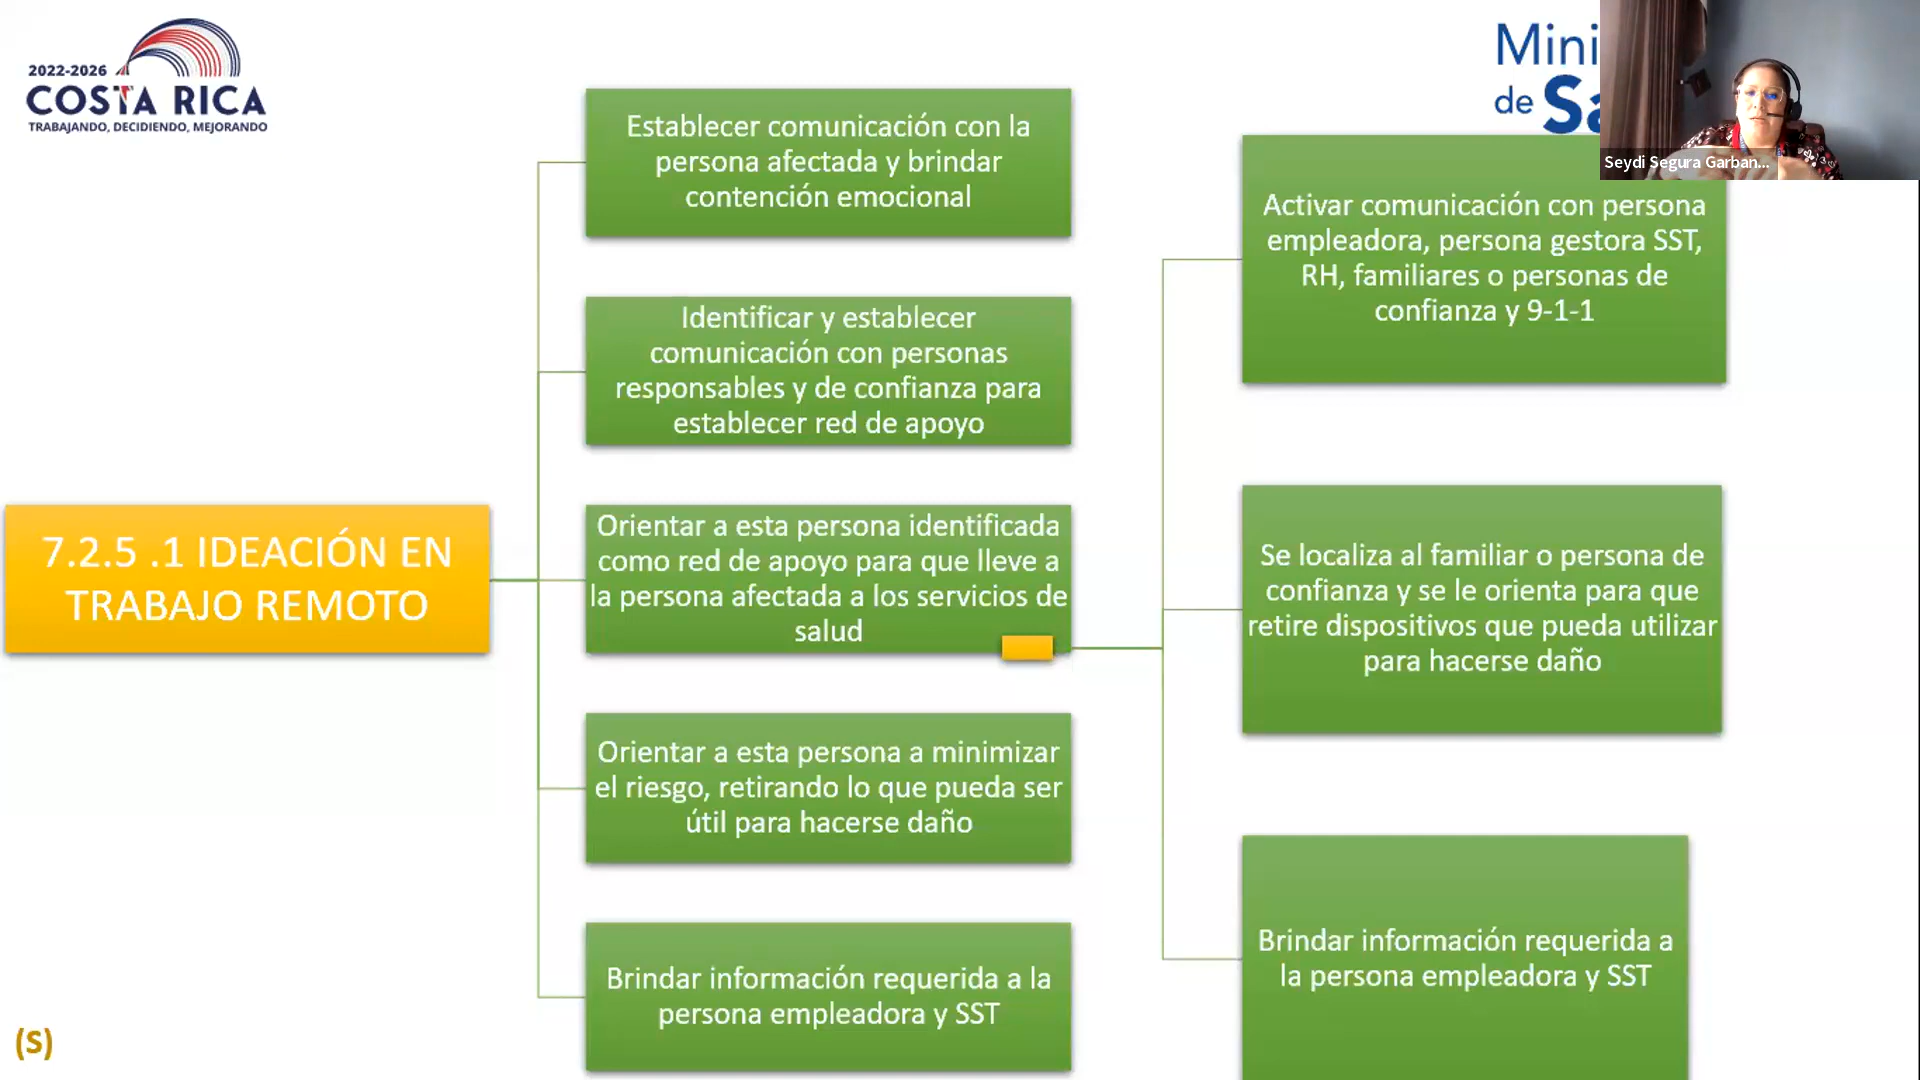 2022-2026
COSTA RICA
TRABAJANDO, DECIDIENDO, MEJORANDO
Mini
de Sa
Seydi Segura Garban...
7.2.5 .1 IDEACIÓN EN
TRABAJO REMOTO
Establecer comunicación con la
persona afectada y brindar
contención emocional
Identificar y establecer
comunicación con personas
responsables y de confianza para
establecer red de apoyo
Orientar a esta persona identificada
como red de apoyo para que lleve a
la persona afectada a los servicios de
salud
Orientar a esta persona a minimizar
el riesgo, retirando lo que pueda ser
útil para hacerse daño
Brindar información requerida a la
persona empleadora y SST
Activar comunicación con persona
empleadora, persona gestora SST,
RH, familiares o personas de
confianza y 9-1-1
Se localiza al familiar o persona de
confianza y se le orienta para que
retire dispositivos que pueda utilizar
para hacerse daño
Brindar información requerida a
la persona empleadora y SST
(S)